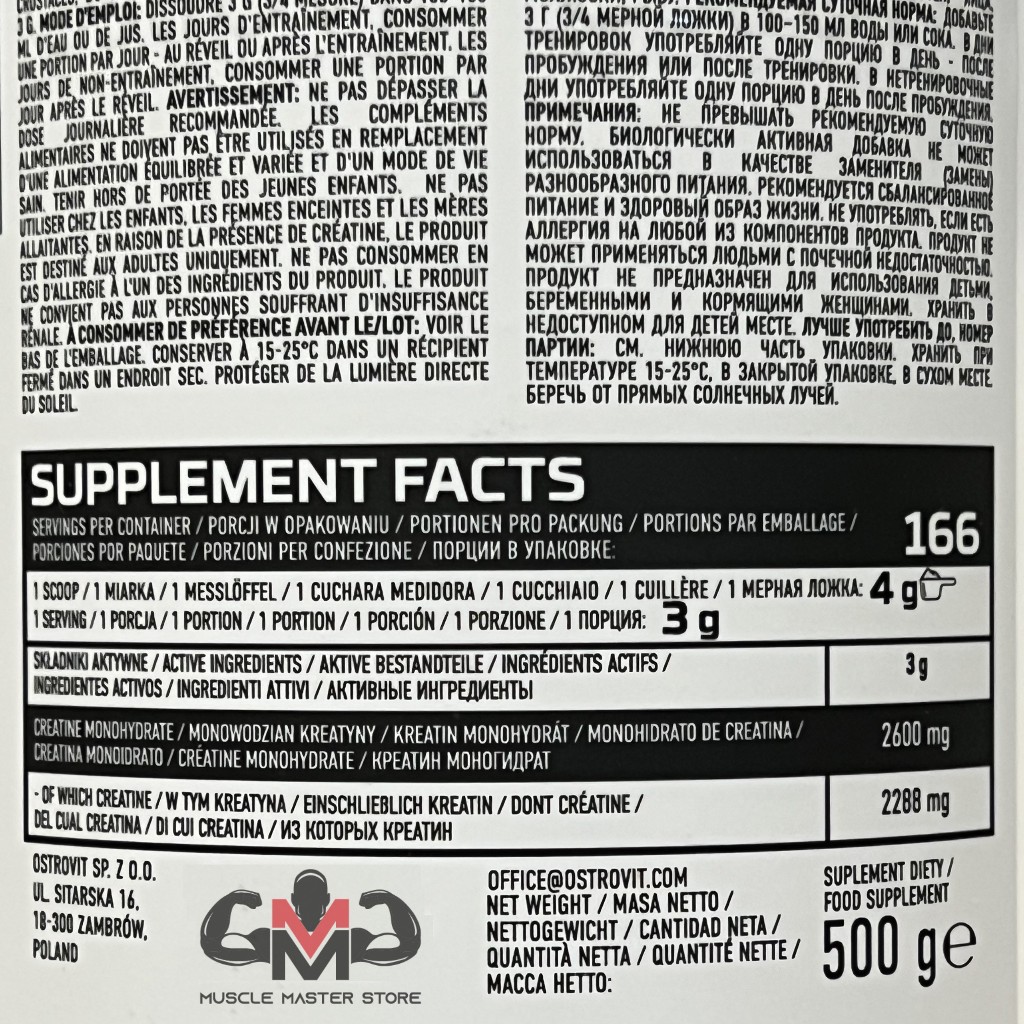 3 G. MODE D'EMPLOI: DISSOUDRE 3 G (3/4
ML D'EAU OU DE JUS. LES JOURS D'ENTRAÎNEMENT, CONSOMMER
UNE PORTION PAR JOUR - AU RÉVEIL OU APRÈS L'ENTRAÎNEMENT. LES
JOURS DE NON-ENTRAÎNEMENT, CONSOMMER UNE PORTION PAR
JOUR APRÈS LE RÉVEIL. AVERTISSEMENT: NE PAS DÉPASSER LA
DOSE JOURNALIÈRE RECOMMANDÉE. LES COMPLÉMENTS
ALIMENTAIRES NE DOIVENT PAS ÊTRE UTILISÉS EN REMPLACEMENT
D'UNE ALIMENTATION ÉQUILIBRÉE ET VARIÉE ET D'UN MODE DE VIE
SAIN. TENIR HORS DE PORTÉE DES JEUNES ENFANTS. NE PAS
UTILISER CHEZ LES ENFANTS, LES FEMMES ENCEINTES ET LES MÈRES
ALLAITANTES. EN RAISON DE LA PRÉSENCE DE CRÉATINE, LE PRODUIT
EST DESTINÉ AUX ADULTES UNIQUEMENT. NE PAS CONSOMMER EN
CAS D'ALLERGIE À L'UN DES INGRÉDIENTS DU PRODUIT. LE PRODUIT
NE CONVIENT PAS AUX PERSONNES SOUFFRANT D'INSUFFISANCE
RÉNALE. À CONSOMMER DE PRÉFÉRENCE AVANT LE/LOT: VOIR LE
BAS DE L'EMBALLAGE. CONSERVER À 15-25°C DANS UN RÉCIPIENT
FERMÉ DANS UN ENDROIT SEC. PROTÉGER DE LA LUMIÈRE DIRECTE
DU SOLEIL.
СУТОЧНАЯ НОРМА: ДОБАВЬТЕ
3 Г (3/4 МЕРНОЙ ЛОЖКИ) В 100-150 МЛ ВОДЫ ИЛИ СОКА. В ДНИ
ТРЕНИРОВОК УПОТРЕБЛЯЙТЕ ОДНУ ПОРЦИЮ В ДЕНЬ - ПОСЛЕ
ПРОБУЖДЕНИЯ ИЛИ ПОСЛЕ ТРЕНИРОВКИ. В НЕТРЕНИРОВОЧНЫЕ
ДНИ УПОТРЕБЛЯЙТЕ ОДНУ ПОРЦИЮ В ДЕНЬ ПОСЛЕ ПРОБУЖДЕНИЯ.
ПРИМЕЧАНИЯ: НЕ ПРЕВЫШАТЬ РЕКОМЕНДУЕМУЮ СУТОЧНУЮ
НОРМУ. БИОЛОГИЧЕСКИ АКТИВНАЯ ДОБАВКА НЕ МОЖЕТ
ИСПОЛЬЗОВАТЬСЯ В КАЧЕСТВЕ ЗАМЕНИТЕЛЯ (ЗАМЕНЫ)
РАЗНООБРАЗНОГО ПИТАНИЯ. РЕКОМЕНДУЕТСЯ СБАЛАНСИРОВАННОЕ
ПИТАНИЕ И ЗДОРОВЫЙ ОБРАЗ ЖИЗНИ. НЕ УПОТРЕБЛЯТЬ, ЕСЛИ ЕСТЬ
АЛЛЕРГИЯ НА ЛЮБОЙ ИЗ КОМПОНЕНТОВ ПРОДУКТА. ПРОДУКТ НЕ
МОЖЕТ ПРИМЕНЯТЬСЯ ЛЮДЬМИ С ПОЧЕЧНОЙ НЕДОСТАТОЧНОСТЬЮ.
ПРОДУКТ НЕ ПРЕДНАЗНАЧЕН ДЛЯ ИСПОЛЬЗОВАНИЯ ДЕТЬМИ,
БЕРЕМЕННЫМИ И КОРМЯЩИМИ ЖЕНЩИНАМИ. ХРАНИТЬ В
НЕДОСТУПНОМ ДЛЯ ДЕТЕЙ МЕСТЕ. ЛУЧШЕ УПОТРЕБИТЬ ДО, НОМЕР
ПАРТИИ: СМ. НИЖНЮЮ ЧАСТЬ УПАКОВКИ. ХРАНИТЬ ПРИ
ТЕМПЕРАТУРЕ 15-25°C, В ЗАКРЫТОЙ УПАКОВКЕ, В СУХОМ МЕСТЕ.
БЕРЕЧЬ ОТ ПРЯМЫХ СОЛНЕЧНЫХ ЛУЧЕЙ.
SUPPLEMENT FACTS
SERVINGS PER CONTAINER / PORCJI W OPAKOWANIU / PORTIONEN PRO PACKUNG / PORTIONS PAR EMBALLAGE /
PORCIONES POR PAQUETE / PORZIONI PER CONFEZIONE / ПОРЦИИ В УПАКОВКЕ:
166
1 SCOOP / 1 MIARKA / 1 MESSLÖFFEL / 1 CUCHARA MEDIDORA / 1 CUCCHIAIO / 1 CUILLÈRE / 1 МЕРНАЯ ЛОЖКА: 4 g
1 SERVING / 1 PORCJA / 1 PORTION / 1 PORTION / 1 PORCIÓN / 1 PORZIONE / 1 ПОРЦИЯ: 3 g
SKŁADNIKI AKTYWNE / ACTIVE INGREDIENTS / AKTIVE BESTANDTEILE / INGRÉDIENTS ACTIFS /
INGREDIENTES ACTIVOS / INGREDIENTI ATTIVI / АКТИВНЫЕ ИНГРЕДИЕНТЫ
3 g
CREATINE MONOHYDRATE / MONOWODZIAN KREATYNY / KREATIN MONOHYDRÁT / MONOHIDRATO DE CREATINA /
CREATINA MONOIDRATO / CRÉATINE MONOHYDRATE / КРЕАТИН МОНОГИДРАТ
2600 mg
- OF WHICH CREATINE / W TYM KREATYNA / EINSCHLIEBLICH KREATIN / DONT CRÉATINE /
DEL CUAL CREATINA / DI CUI CREATINA / ИЗ КОТОРЫХ КРЕАТИН
2288 mg
OSTROVIT SP. Z O.O.
UL. SITARSKA 16,
18-300 ZAMBRÓW,
POLAND
MUSCLE MASTER STORE
OFFICE@OSTROVIT.COM
NET WEIGHT / MASA NETTO /
NETTOGEWICHT / CANTIDAD NETA /
QUANTITÀ NETTA / QUANTITÉ NETTE /
МАССА НЕТТО:
SUPLEMENT DIETY /
FOOD SUPPLEMENT
500 g e